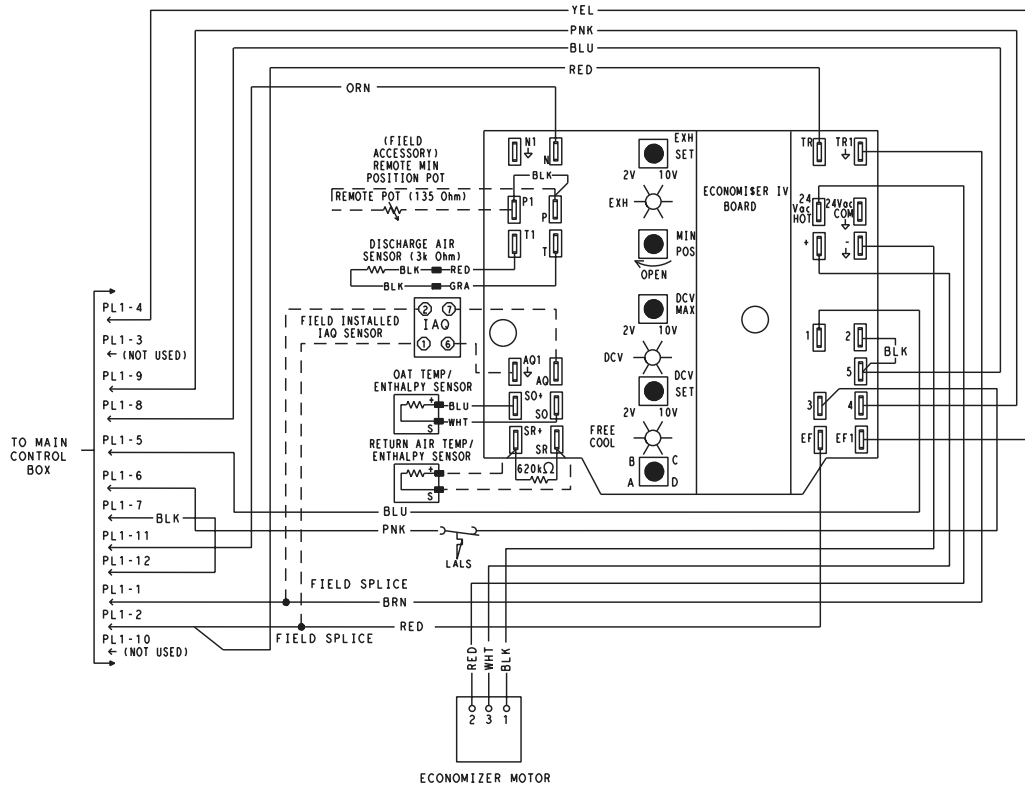 YEL
PNK
BLU
RED
ORN
(FIELD
ACCESSORY)
REMOTE MIN
POSITION POT
REMOTE POT (135 Ohm)
DISCHARGE AIR
SENSOR (3k Ohm)
BLK
RED
BLK
GRA
FIELD INSTALLED
IAQ SENSOR
2
7
IAQ
1
6
OAT TEMP/
ENTHALPY SENSOR
+
BLU
WHT
S
RETURN AIR TEMP/
ENTHALPY SENSOR
+
S
620kΩ
N1
N
BLK
P1
P
T1
T
AQ1
AQ
SO+
SO
SR+
SR
EXH
SET
2V 10V
EXH
MIN
POS
OPEN
DCV
MAX
2V 10V
DCV
DCV
SET
2V 10V
FREE
COOL
B C
A D
ECONOMI$ER IV
BOARD
TR
TR1
24
Vac
HOT
24Vac
COM
+
-
1
2
BLK
5
3
4
EF
EF1
TO MAIN
CONTROL
BOX
PL1-4
PL1-3
(NOT USED)
PL1-9
PL1-8
PL1-5
PL1-6
PL1-7
BLK
PL1-11
PL1-12
PL1-1
PL1-2
PL1-10
(NOT USED)
BLU
PNK
LALS
FIELD SPLICE
BRN
FIELD SPLICE
RED
RED
WHT
BLK
2 3 1
ECONOMIZER MOTOR